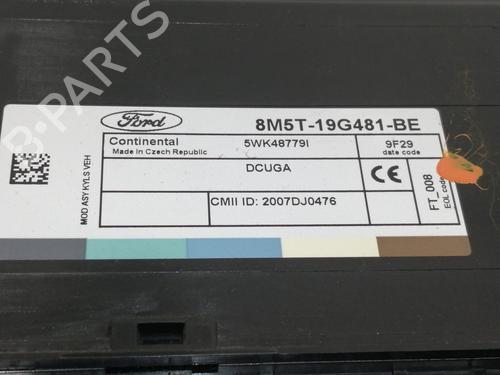 Ford
8M5T-19G481-BE
Continental
Made in Czech Republic
5WK48779I
9F29
date code
DCUGA
CMII ID: 2007DJ0476
MOD ASY KYLS VEH
FT_008
EOL code
B-PARTS